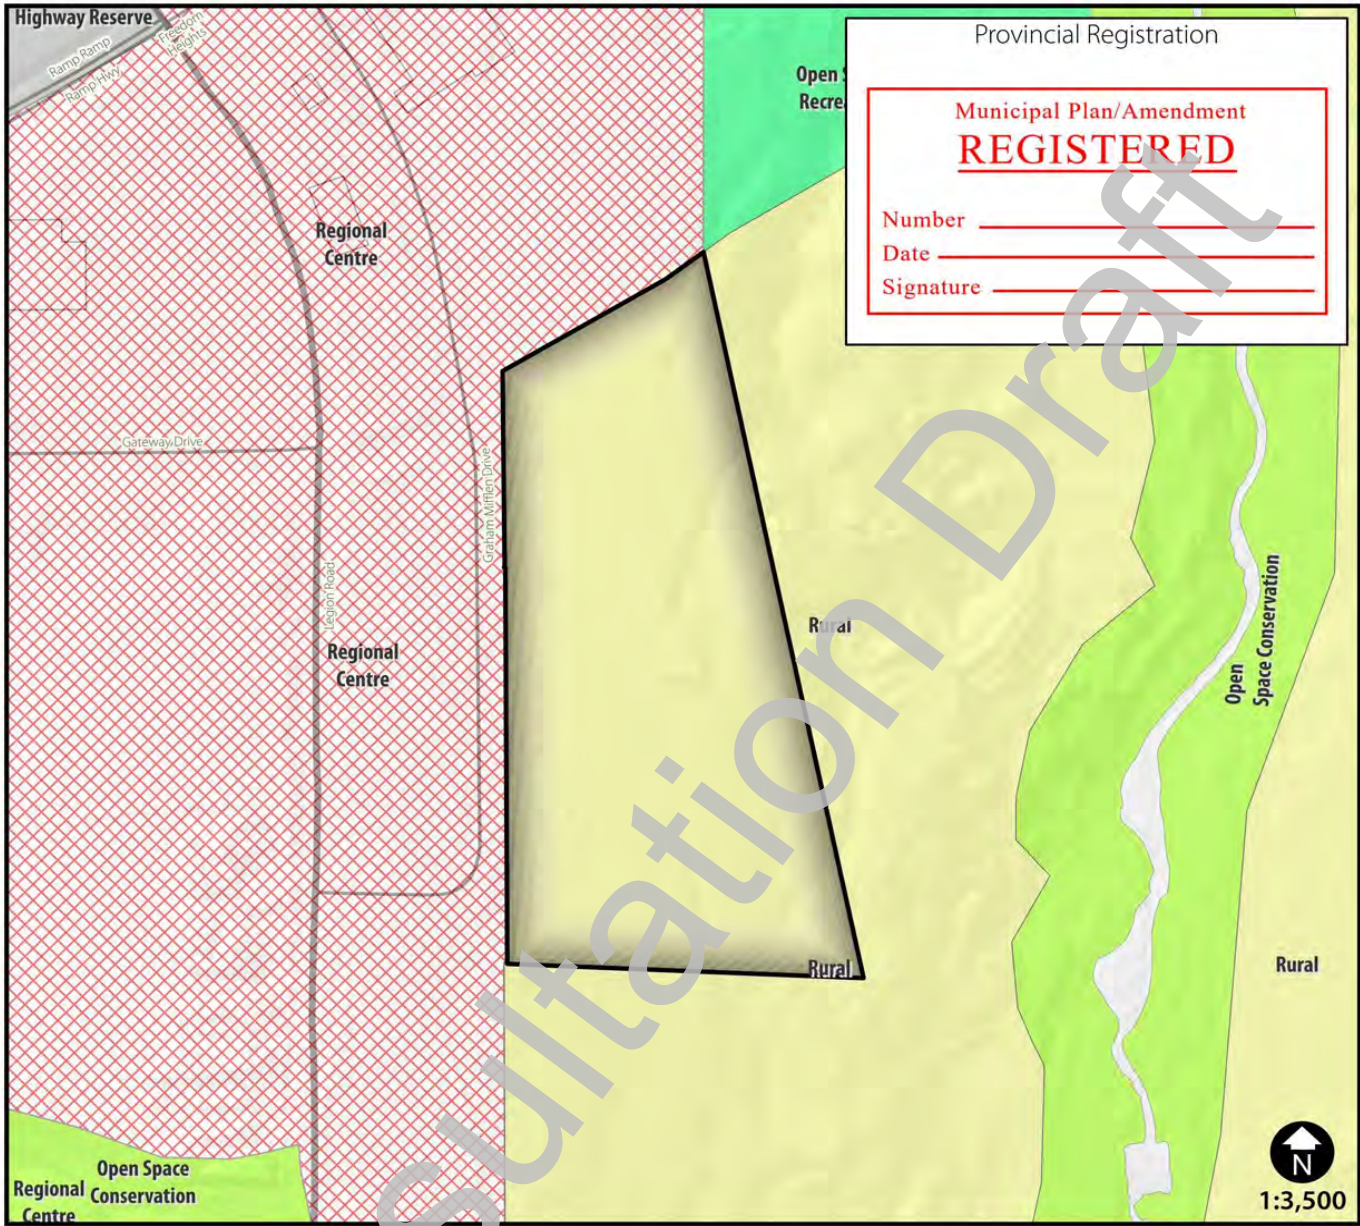 Highway Reserve
Ramp Ramp
Ramp Hwy
Freedom
Heights
Open
Recrea
Provincial Registration
Municipal Plan/Amendment
REGISTERED
Number
Date
Signature
Regional
Centre
Gateway Drive
Graham Mifflen Drive
Legion Road
Regional
Centre
Rural
Open
Space Conservation
Rural
Rural
Open Space
Conservation
Regional
Centre
N
1:3,500
sultation Draft